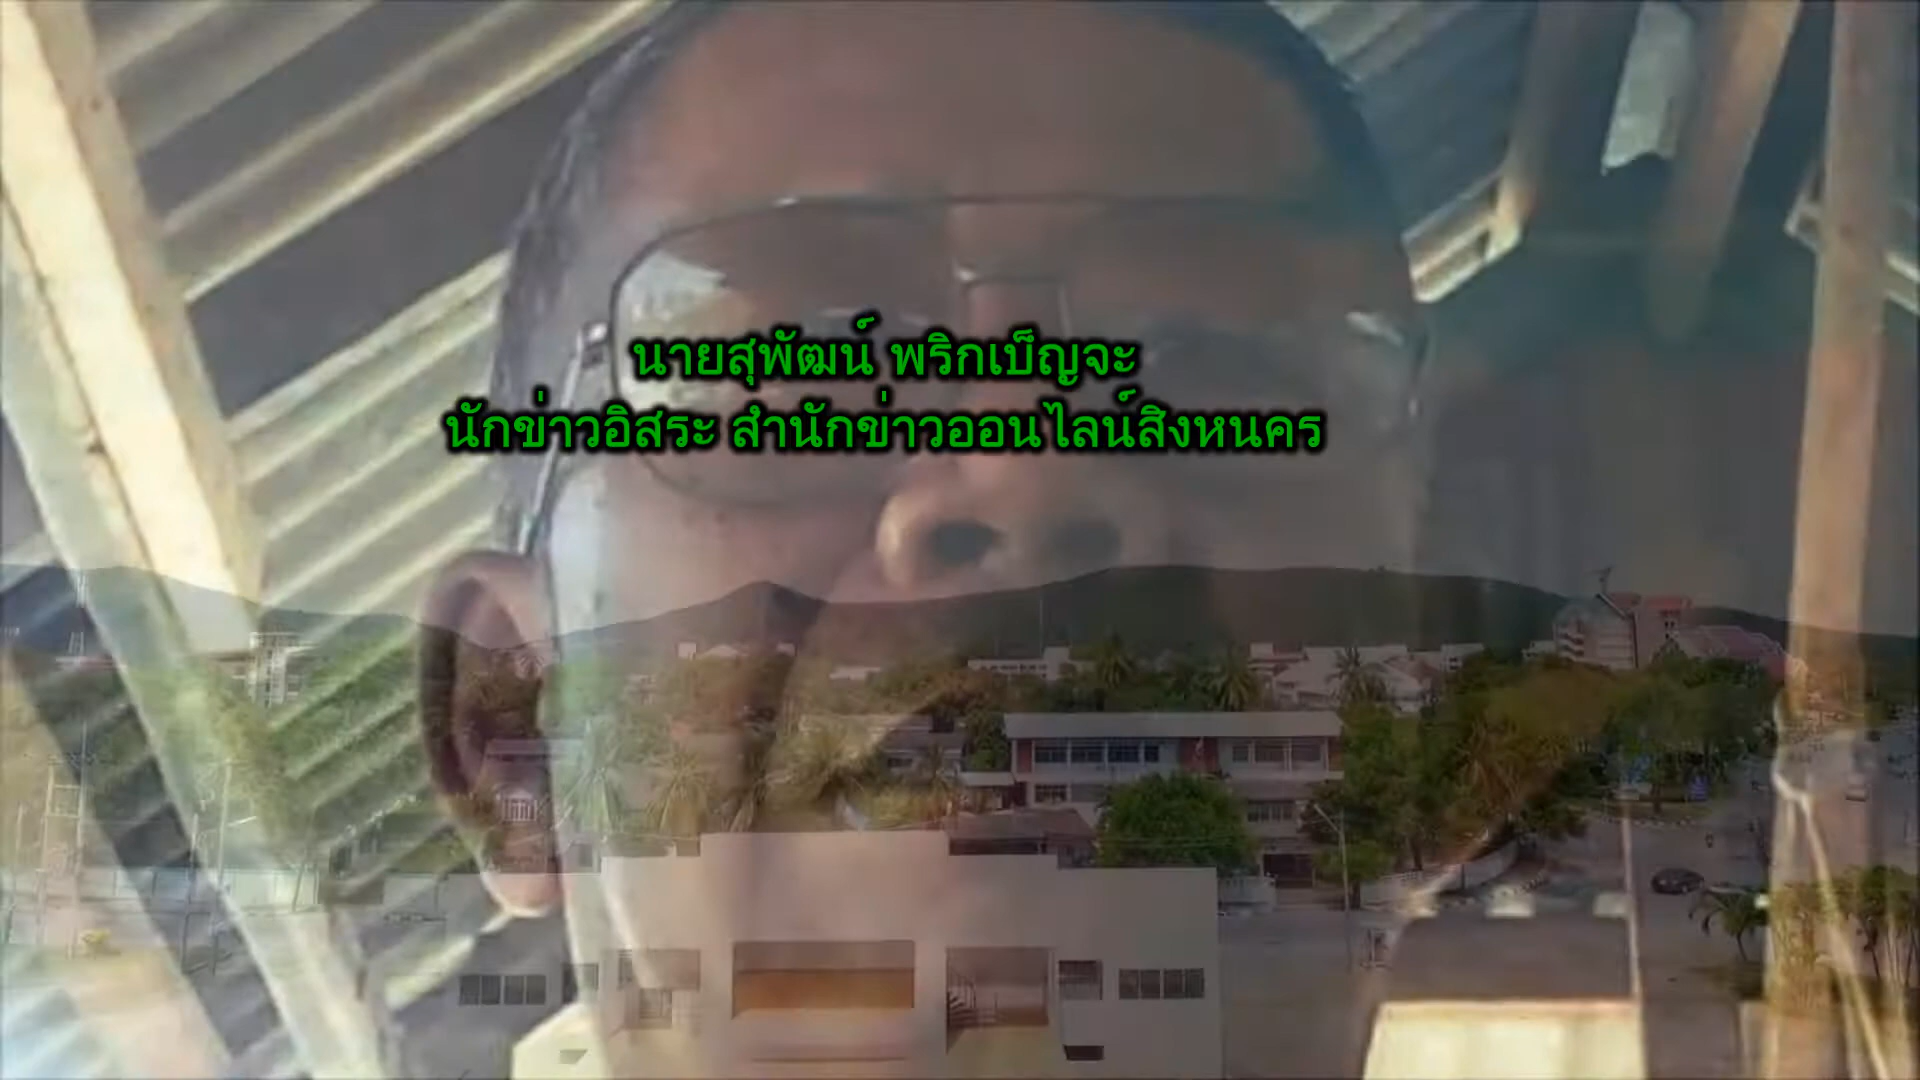 นายสุพัฒน์ พริกเบ็ญจะ
นักข่าวอิสระ สำนักข่าวออนไลน์สิงหนคร